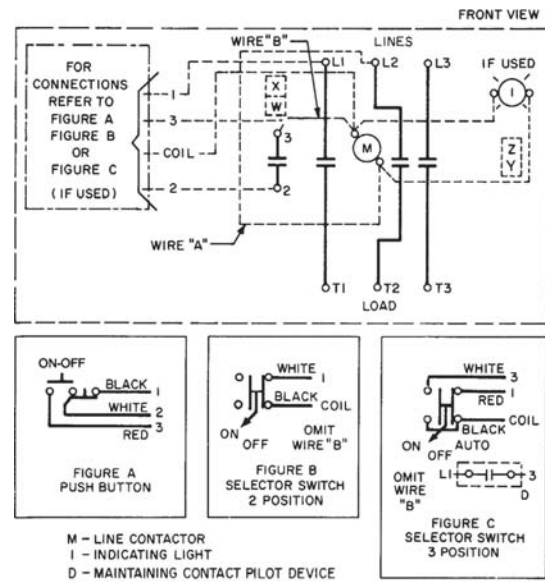 FRONT VIEW
WIRE "B"
LINES
L1
L2
L3
IF USED
FOR
CONNECTIONS
REFER TO
FIGURE A
FIGURE B
OR
FIGURE C
(IF USED)
1
3
COIL
2
X
W
3
2
M
I
Z
Y
WIRE "A"
T1
T2
T3
LOAD
ON-OFF
BLACK 1
WHITE 2
RED 3
FIGURE A
PUSH BUTTON
WHITE 1
BLACK COIL
ON
OFF
OMIT
WIRE "B"
FIGURE B
SELECTOR SWITCH
2 POSITION
WHITE 3
RED 1
COIL
BLACK
ON
OFF
AUTO
OMIT
WIRE
"B"
L1
3
D
FIGURE C
SELECTOR SWITCH
3 POSITION
M - LINE CONTACTOR
I - INDICATING LIGHT
D - MAINTAINING CONTACT PILOT DEVICE